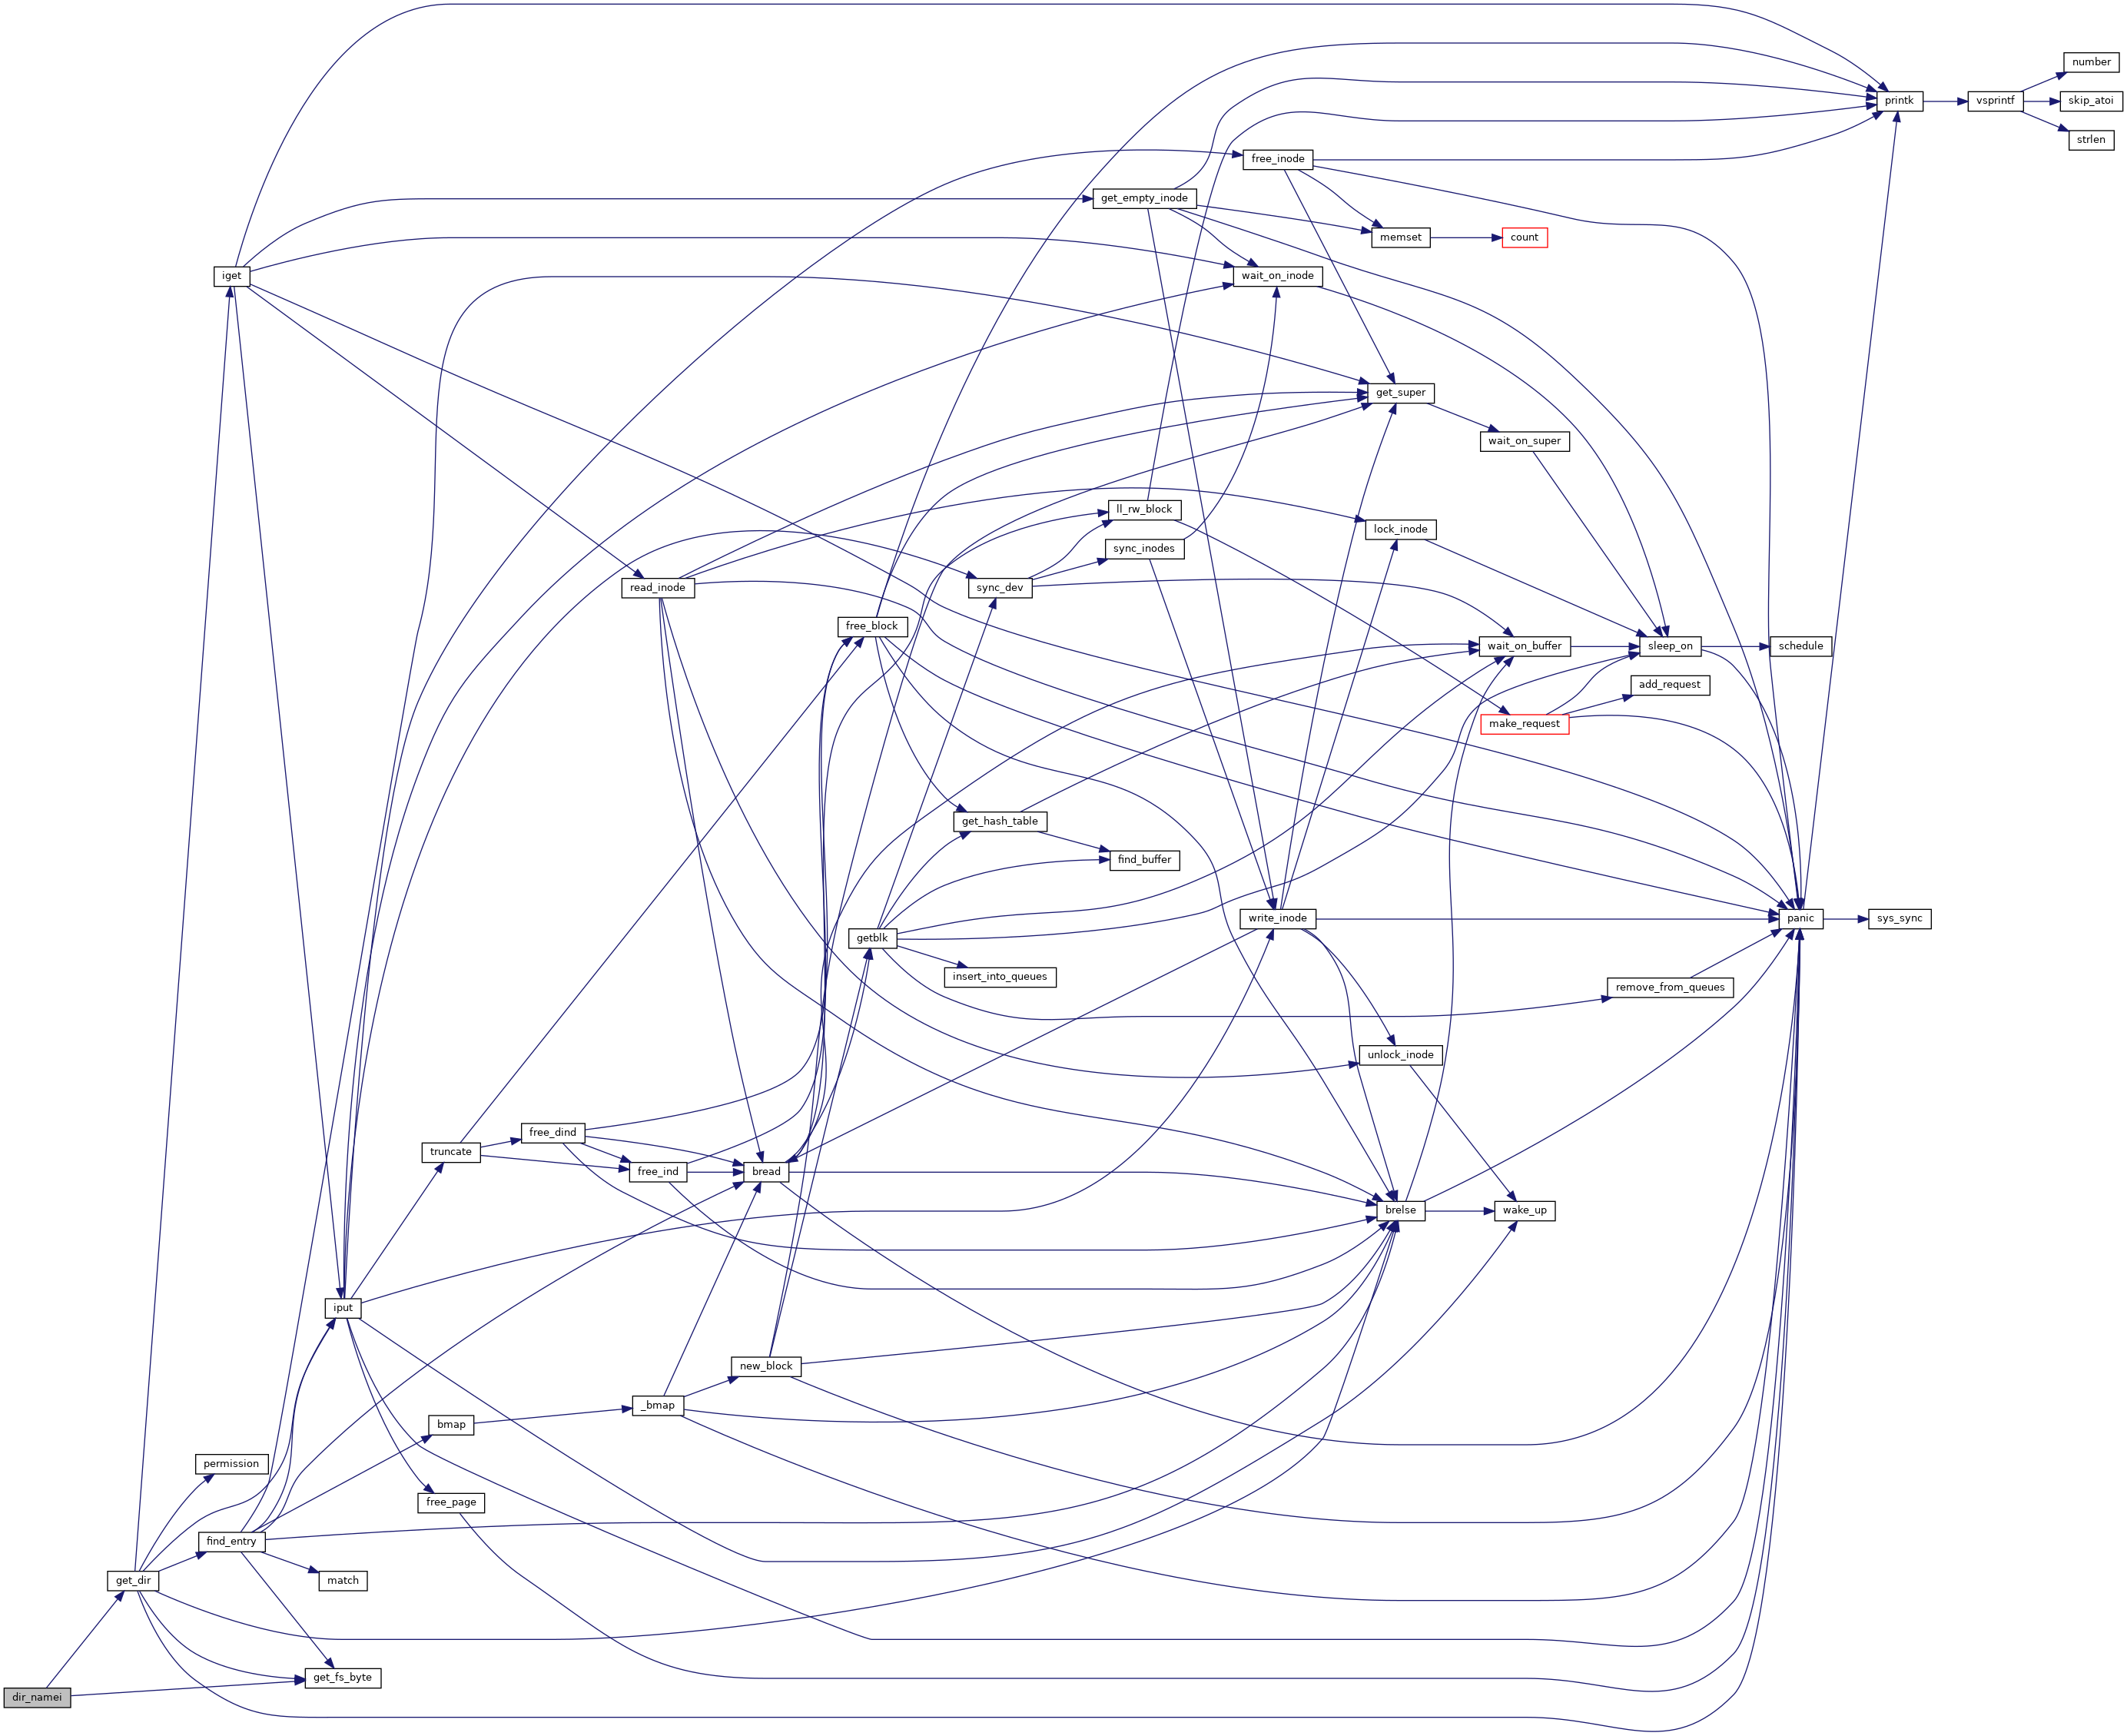 number
printk
vsprintf
skip_atoi
strlen
free_inode
get_empty_inode
memset
count
iget
wait_on_inode
get_super
wait_on_super
ll_rw_block
lock_inode
sync_inodes
read_inode
sync_dev
free_block
wait_on_buffer
sleep_on
schedule
add_request
make_request
get_hash_table
find_buffer
write_inode
panic
sys_sync
getblk
insert_into_queues
remove_from_queues
unlock_inode
free_dind
truncate
free_ind
bread
brelse
wake_up
iput
new_block
_bmap
bmap
permission
free_page
find_entry
get_dir
match
get_fs_byte
dir_namei